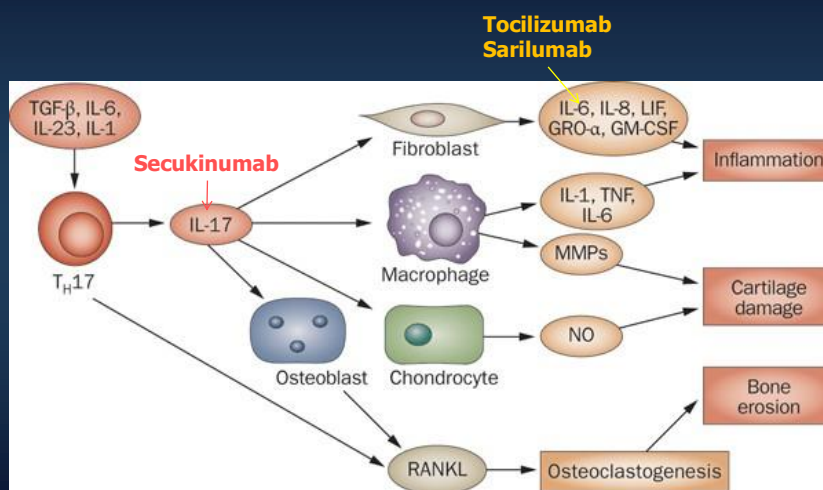 Tocilizumab
Sarilumab
TGF-β, IL-6,
IL-23, IL-1
IL-6, IL-8, LIF,
GRO-α, GM-CSF
Fibroblast
Inflammation
Secukinumab
IL-17
IL-1, TNF,
IL-6
MMPs
Macrophage
TH17
Cartilage
damage
NO
Osteoblast
Chondrocyte
Bone
erosion
RANKL
Osteoclastogenesis